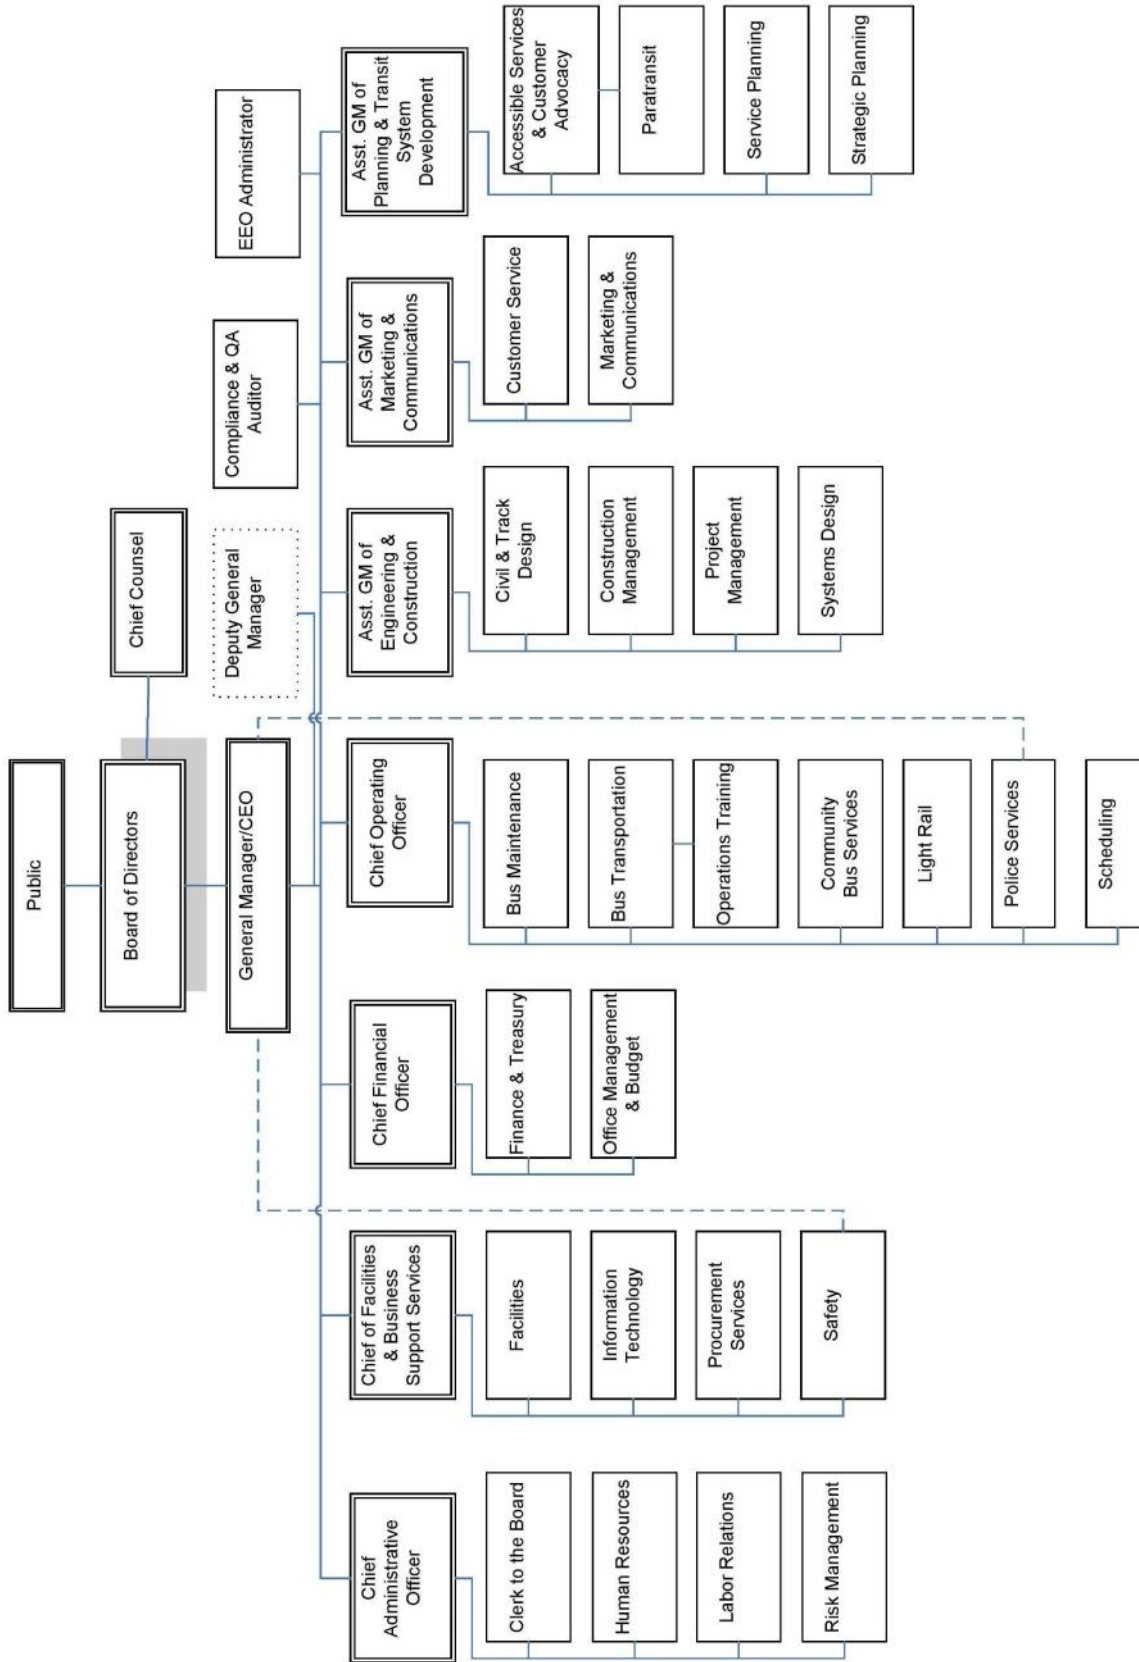 Public
Board of Directors
Chief Counsel
General Manager/CEO
Deputy General
Manager
Compliance & QA
Auditor
EEO Administrator
Chief
Administrative
Officer
Clerk to the Board
Human Resources
Labor Relations
Risk Management
Chief of Facilities
& Business
Support Services
Facilities
Information
Technology
Procurement
Services
Safety
Chief Financial
Officer
Finance & Treasury
Office Management
& Budget
Chief Operating
Officer
Bus Maintenance
Bus Transportation
Operations Training
Community
Bus Services
Light Rail
Police Services
Scheduling
Asst. GM of
Engineering &
Construction
Civil & Track
Design
Construction
Management
Project
Management
Systems Design
Asst. GM of
Marketing &
Communications
Customer Service
Marketing &
Communications
Asst. GM of
Planning & Transit
System
Development
Accessible Services
& Customer
Advocacy
Paratransit
Service Planning
Strategic Planning